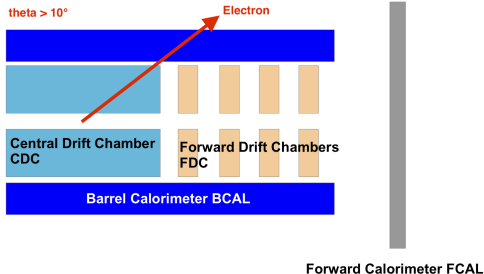 theta > 10°
Electron
Central Drift Chamber
CDC
Forward Drift Chambers
FDC
Barrel Calorimeter BCAL
Forward Calorimeter FCAL